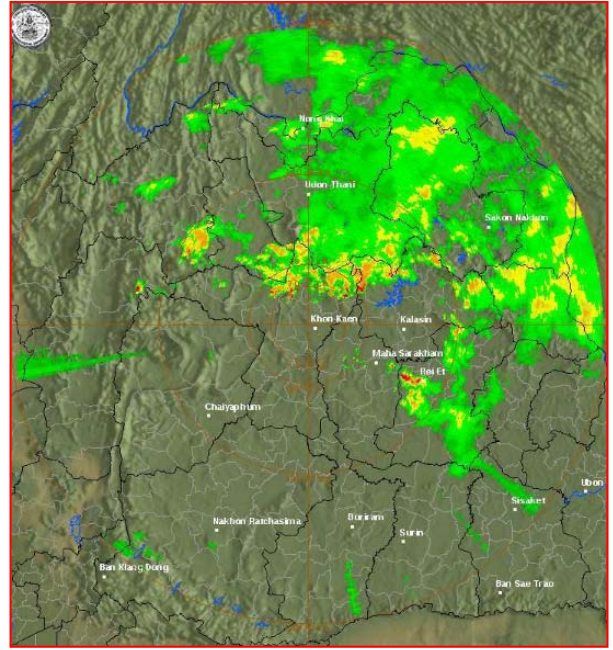 Nong Khai
Udon Thani
Sakon Nakhon
Khon Kaen
Kalasin
Maha Sarakham
Roi Et
Chaiyaphum
Ubon
Sisaket
Buriram
Nakhon Ratchasima
Surin
Ban Klang Dong
Ban Sae Trao